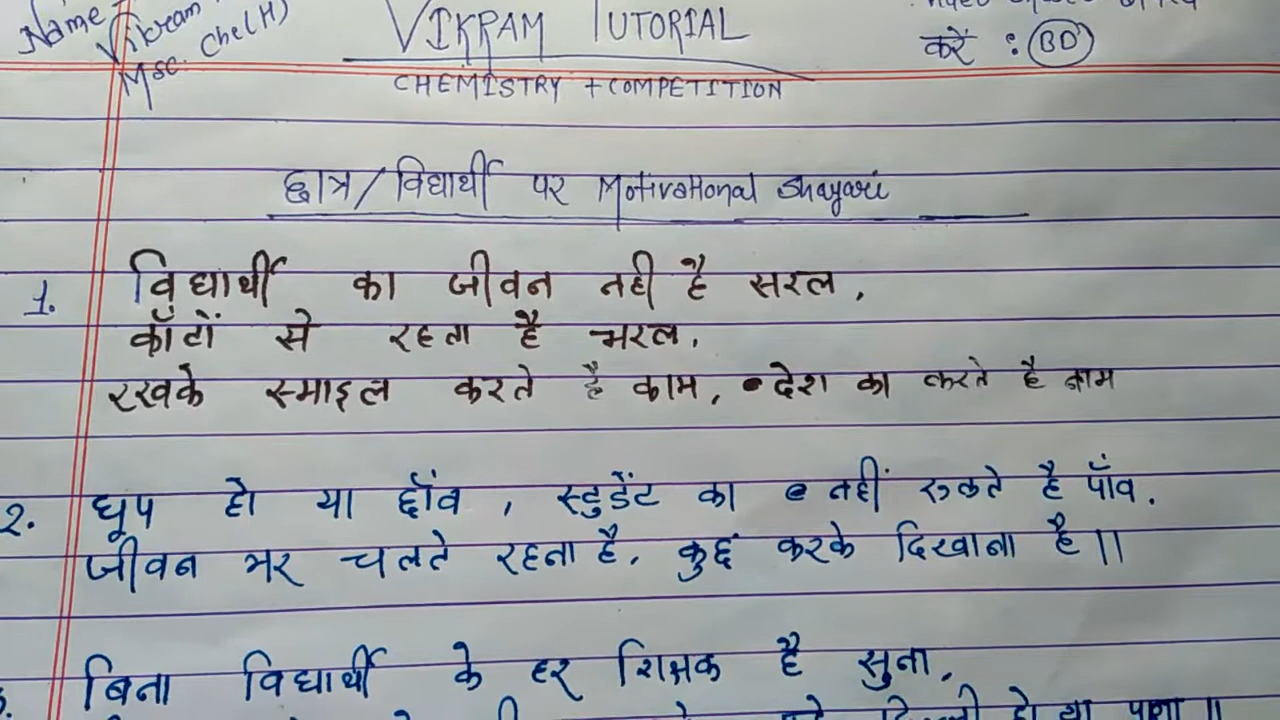 Name
Vikram
Msc. Che(H)
VIKRAM TUTORIAL
CHEMISTRY + COMPETITION
करें : BD
छात्र/विद्यार्थी पर Motivational Shayari
1. विद्यार्थी का जीवन नही है सरल,
काँटों से रहता है भरल,
रखके स्माइल करते है काम, देश का करते है नाम
2. धूप हो या छाँव, स्टुडेंट का नहीं रुकते है पाँव.
जीवन भर चलते रहना है, कुछ करके दिखाना है।।
बिना विद्यार्थी के हर शिक्षक है सुना,
हो या पुना ॥